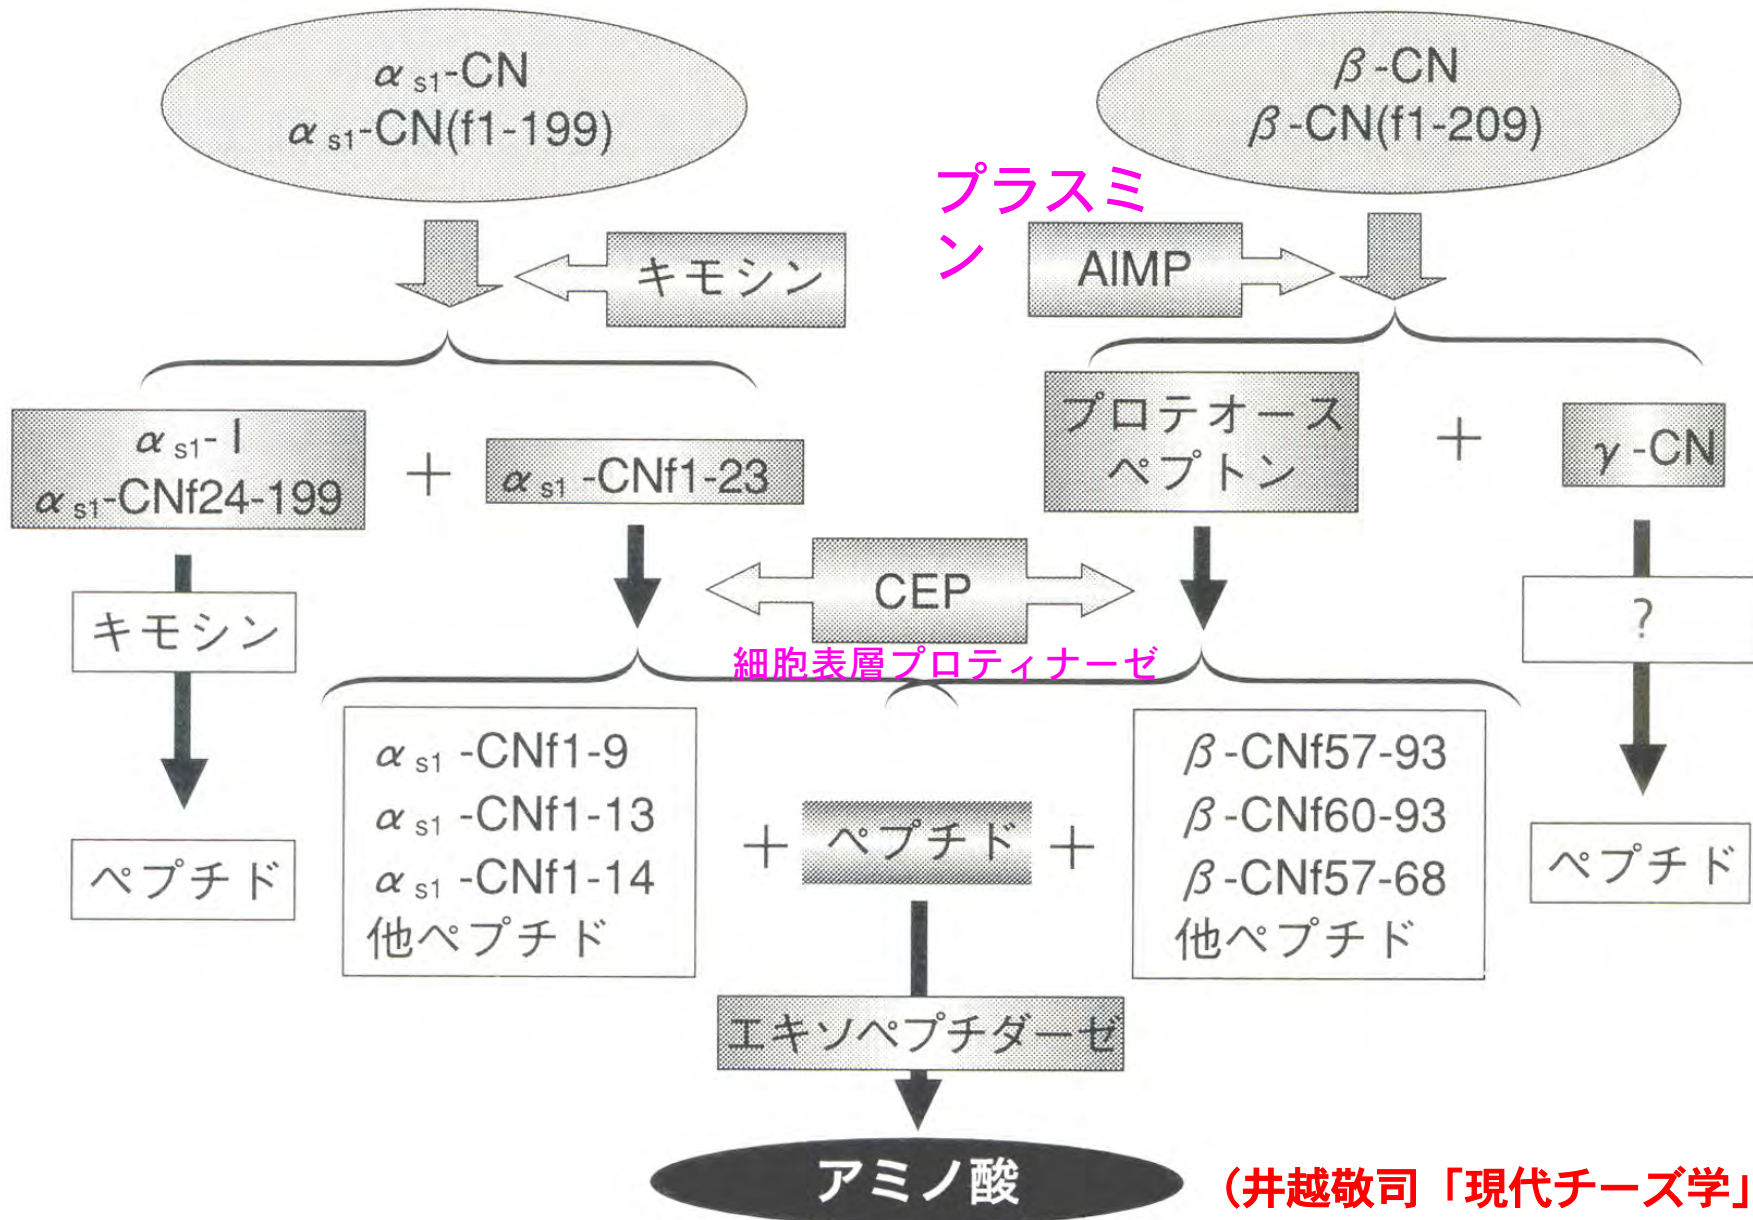 αs1-CN
αs1-CN(f1-199)
β-CN
β-CN(f1-209)
プラスミ
ン
キモシン
AIMP
αs1-I
αs1-CNf24-199
+
αs1-CNf1-23
プロテオース
ペプトン
+
γ-CN
キモシン
CEP
細胞表層プロティナーゼ
?
ペプチド
αs1-CNf1-9
αs1-CNf1-13
αs1-CNf1-14
他ペプチド
+
ペプチド
+
β-CNf57-93
β-CNf60-93
β-CNf57-68
他ペプチド
ペプチド
エキソペプチダーゼ
アミノ酸
(井越敬司「現代チーズ学」